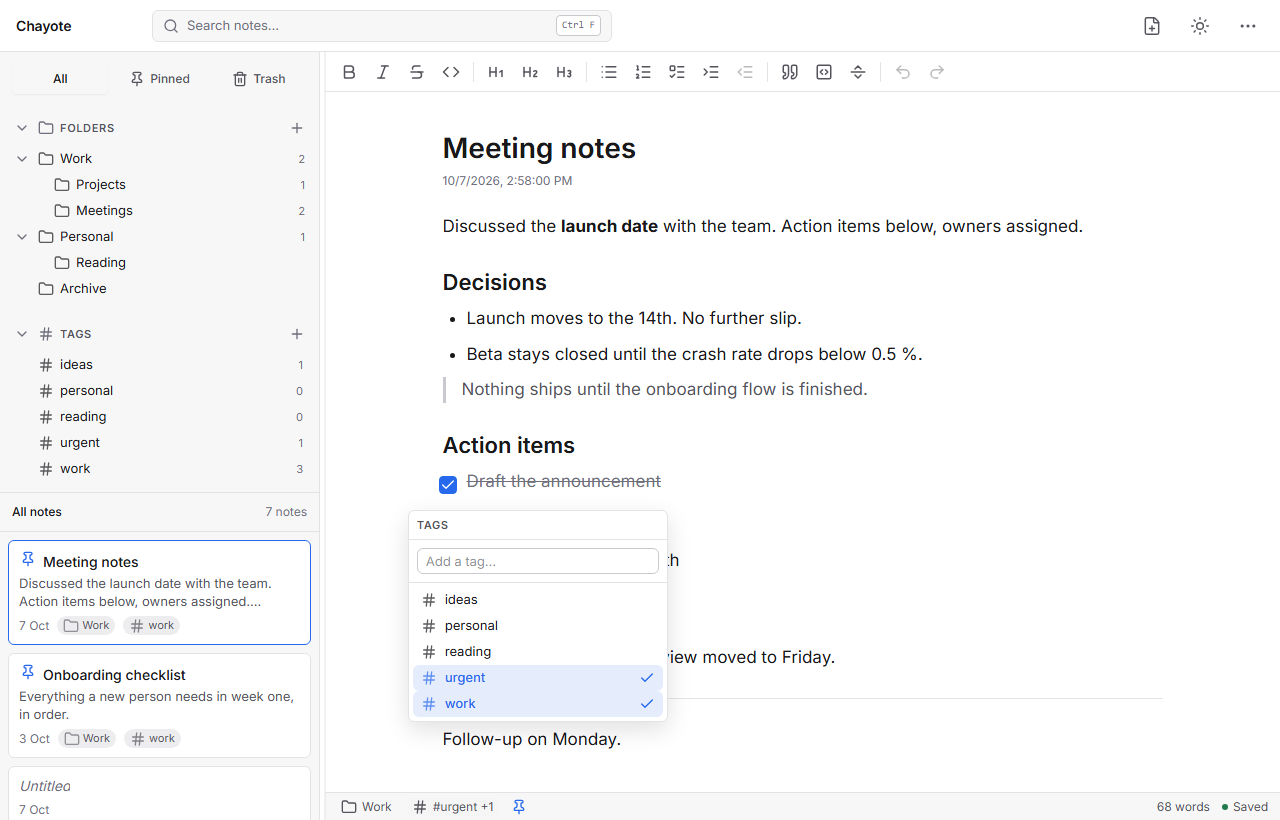 Chayote
Search notes...
Ctrl F
All
Pinned
Trash
FOLDERS
Work 2
Projects 1
Meetings 2
Personal 1
Reading
Archive
TAGS
ideas 1
personal 0
reading 0
urgent 1
work 3
All notes 7 notes
Meeting notes
Discussed the launch date with the team.
Action items below, owners assigned....
7 Oct Work work
Onboarding checklist
Everything a new person needs in week one,
in order.
3 Oct Work work
Untitled
7 Oct
H1 H2 H3
Meeting notes
10/7/2026, 2:58:00 PM
Discussed the launch date with the team. Action items below, owners assigned.
Decisions
Launch moves to the 14th. No further slip.
Beta stays closed until the crash rate drops below 0.5 %.
Nothing ships until the onboarding flow is finished.
Action items
Draft the announcement
TAGS
Add a tag...
ideas
personal
reading
urgent
work
moved to Friday.
Follow-up on Monday.
Work
#urgent +1
68 words
Saved